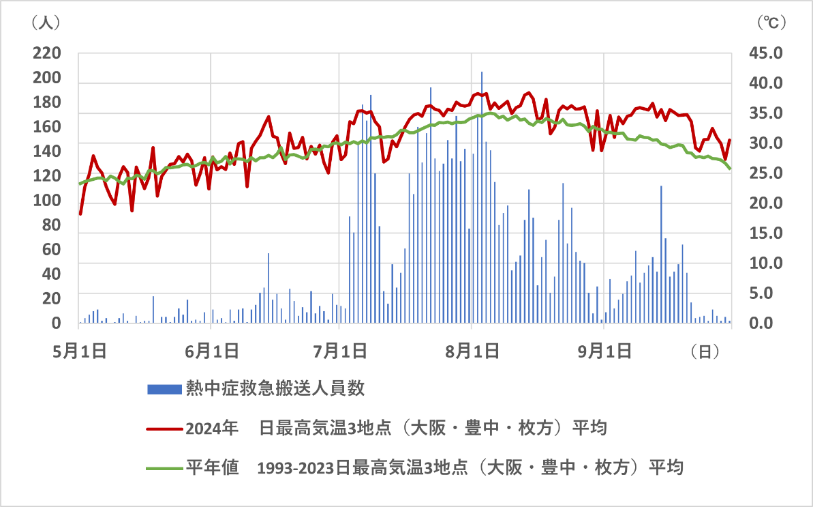 （人） （℃）
220 45.0
200 40.0
180 35.0
160 30.0
140 25.0
120 20.0
100 15.0
80 10.0
60 5.0
40 0.0
20
0
5月1日 6月1日 7月1日 8月1日 9月1日 （日）
熱中症救急搬送人員数
2024年　日最高気温3地点（大阪・豊中・枚方）平均
平年値　1993-2023日最高気温3地点（大阪・豊中・枚方）平均